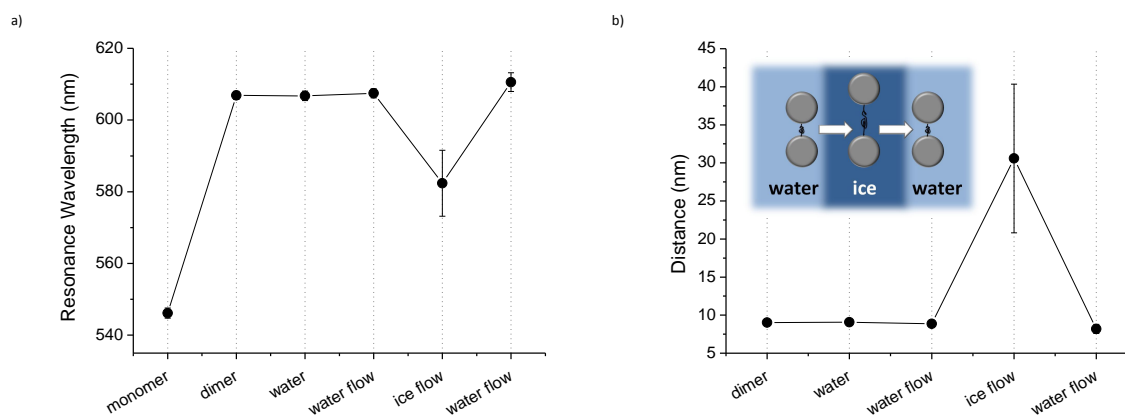 a)
620
600
580
560
540
Resonance Wavelength (nm)
monomer
dimer
water
water flow
ice flow
water flow
b)
45
40
35
30
25
20
15
10
5
Distance (nm)
water
ice
water
dimer
water
water flow
ice flow
water flow